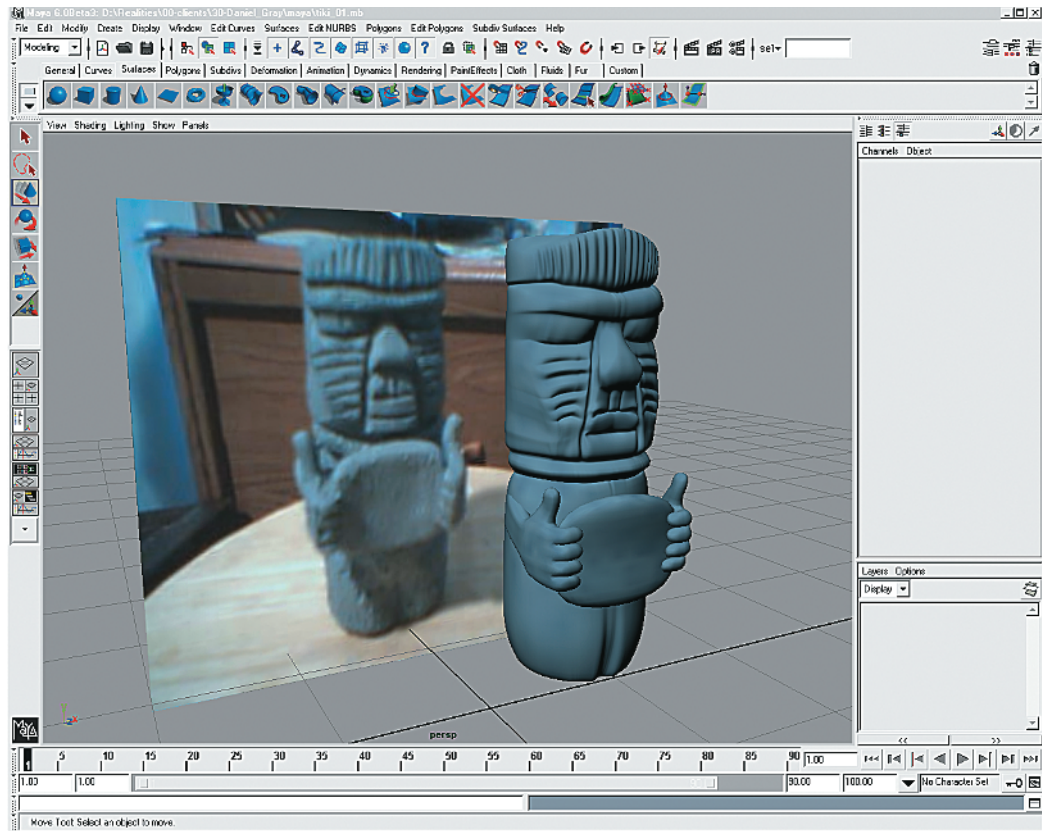 Maya 6.0Beta3: D:\Realities\00-clients\90-Daniel_Gray\maya\tiki_01.mb
File Edit Modify Create Display Window Edit Curves Surfaces Edit NURBS Polygons Edit Polygons Subdiv Surfaces Help
Modeling
sel
General Curves Surfaces Polygons Subdivs Deformation Animation Dynamics Rendering PaintEffects Cloth Fluids Fur Custom
View Shading Lighting Show Panels
Channels Object
Layers Options
Display
persp
<< >>
MAYA
1 5 10 15 20 25 30 35 40 45 50 55 60 65 70 75 80 85 90 1.00
1.00 1.00 90.00 100.00 No Character Set
Move Tool: Select an object to move.